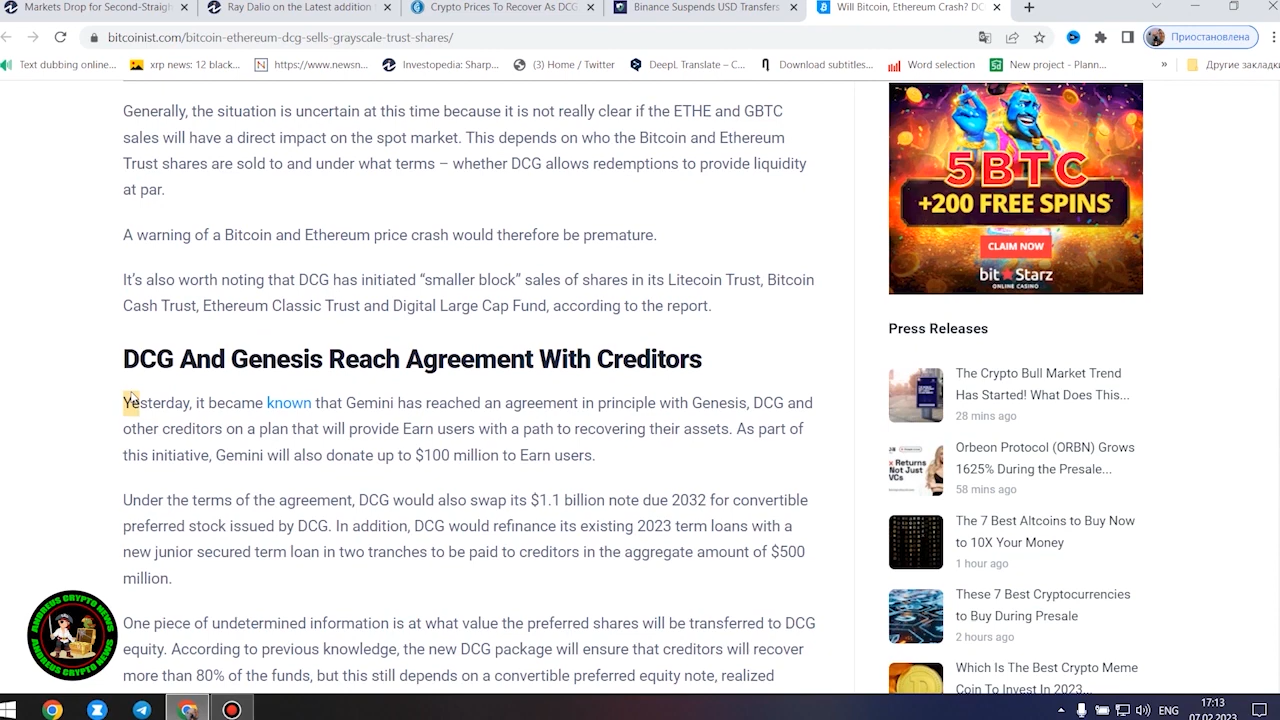 Markets Drop for Second-Straigh
Ray Dalio on the Latest addition
Crypto Prices To Recover As DCG
Binance Suspends USD Transfers
Will Bitcoin, Ethereum Crash? DC
bitcoinist.com/bitcoin-ethereum-dcg-sells-grayscale-trust-shares/
Приостановлена
Text dubbing online...
xrp news: 12 black...
https://www.newsn...
Investopedia: Sharp...
(3) Home / Twitter
DeepL Translate – C...
Download subtitles...
Word selection
New project - Plann...
»
Другие закладки
Generally, the situation is uncertain at this time because it is not really clear if the ETHE and GBTC
sales will have a direct impact on the spot market. This depends on who the Bitcoin and Ethereum
Trust shares are sold to and under what terms – whether DCG allows redemptions to provide liquidity
at par.
A warning of a Bitcoin and Ethereum price crash would therefore be premature.
It's also worth noting that DCG has initiated “smaller block” sales of shares in its Litecoin Trust, Bitcoin
Cash Trust, Ethereum Classic Trust and Digital Large Cap Fund, according to the report.
DCG And Genesis Reach Agreement With Creditors
Yesterday, it became known that Gemini has reached an agreement in principle with Genesis, DCG and
other creditors on a plan that will provide Earn users with a path to recovering their assets. As part of
this initiative, Gemini will also donate up to $100 million to Earn users.
Under the terms of the agreement, DCG would also swap its $1.1 billion note due 2032 for convertible
preferred stock issued by DCG. In addition, DCG would refinance its existing 2023 term loans with a
new junior secured term loan in two tranches to be paid to creditors in the aggregate amount of $500
million.
One piece of undetermined information is at what value the preferred shares will be transferred to DCG
equity. According to previous knowledge, the new DCG package will ensure that creditors will recover
more than 80% of the funds, but this still depends on a convertible preferred equity note, realized
5BTC
+200 FREE SPINS
CLAIM NOW
bit★Starz
ONLINE CASINO
Press Releases
The Crypto Bull Market Trend
Has Started! What Does This...
28 mins ago
Orbeon Protocol (ORBN) Grows
1625% During the Presale...
58 mins ago
x Returns
Not Just
VCs
The 7 Best Altcoins to Buy Now
to 10X Your Money
1 hour ago
These 7 Best Cryptocurrencies
to Buy During Presale
2 hours ago
Which Is The Best Crypto Meme
Coin To Invest In 2023...
ANDREUS CRYPTO NEWS
ANDREUS CRYPTO NEWS
ENG
17:13
07.02.2023